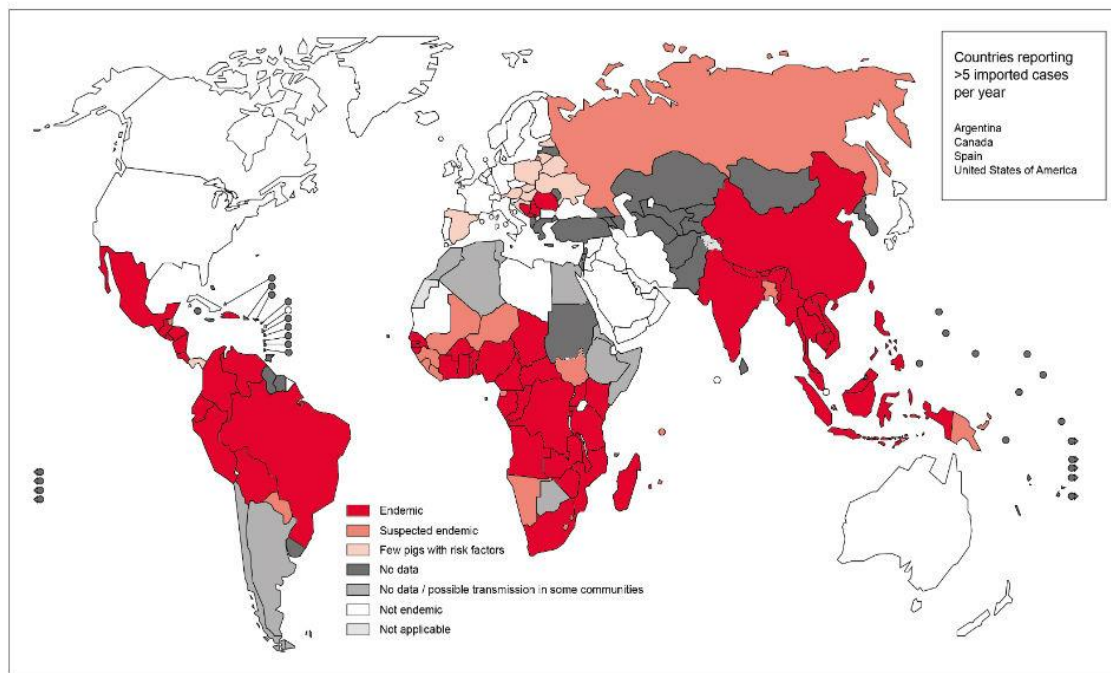 Countries reporting
>5 imported cases
per year
Argentina
Canada
Spain
United States of America
Endemic
Suspected endemic
Few pigs with risk factors
No data
No data / possible transmission in some communities
Not endemic
Not applicable